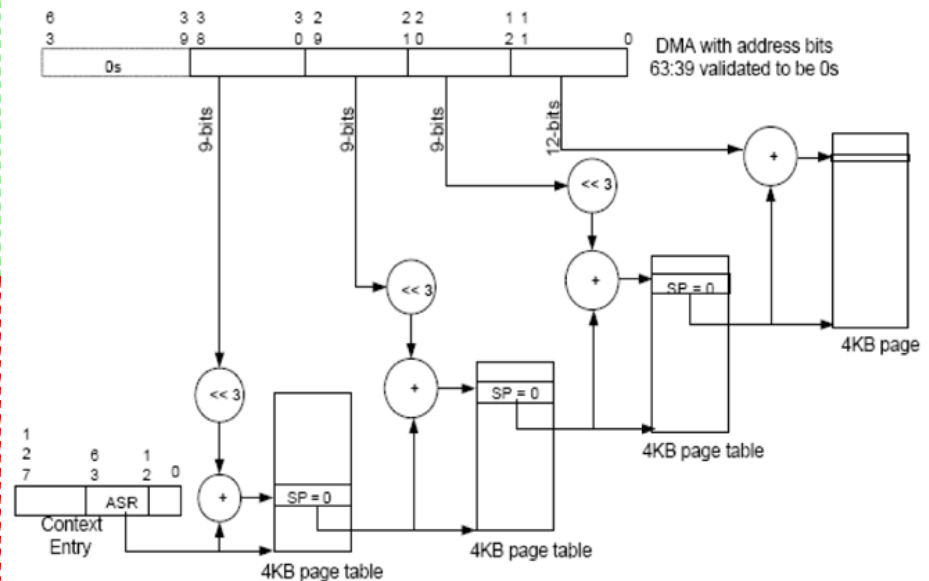 6 3 3 3 2 2 2 1 1
3 9 8 0 9 1 0 2 1 0
0s
DMA with address bits
63:39 validated to be 0s
9-bits
9-bits
9-bits
12-bits
+
<< 3
+
SP = 0
4KB page
<< 3
+
SP = 0
4KB page table
<< 3
1
2 6 1
7 3 2 0
ASR
+
SP = 0
4KB page table
Context
Entry
4KB page table